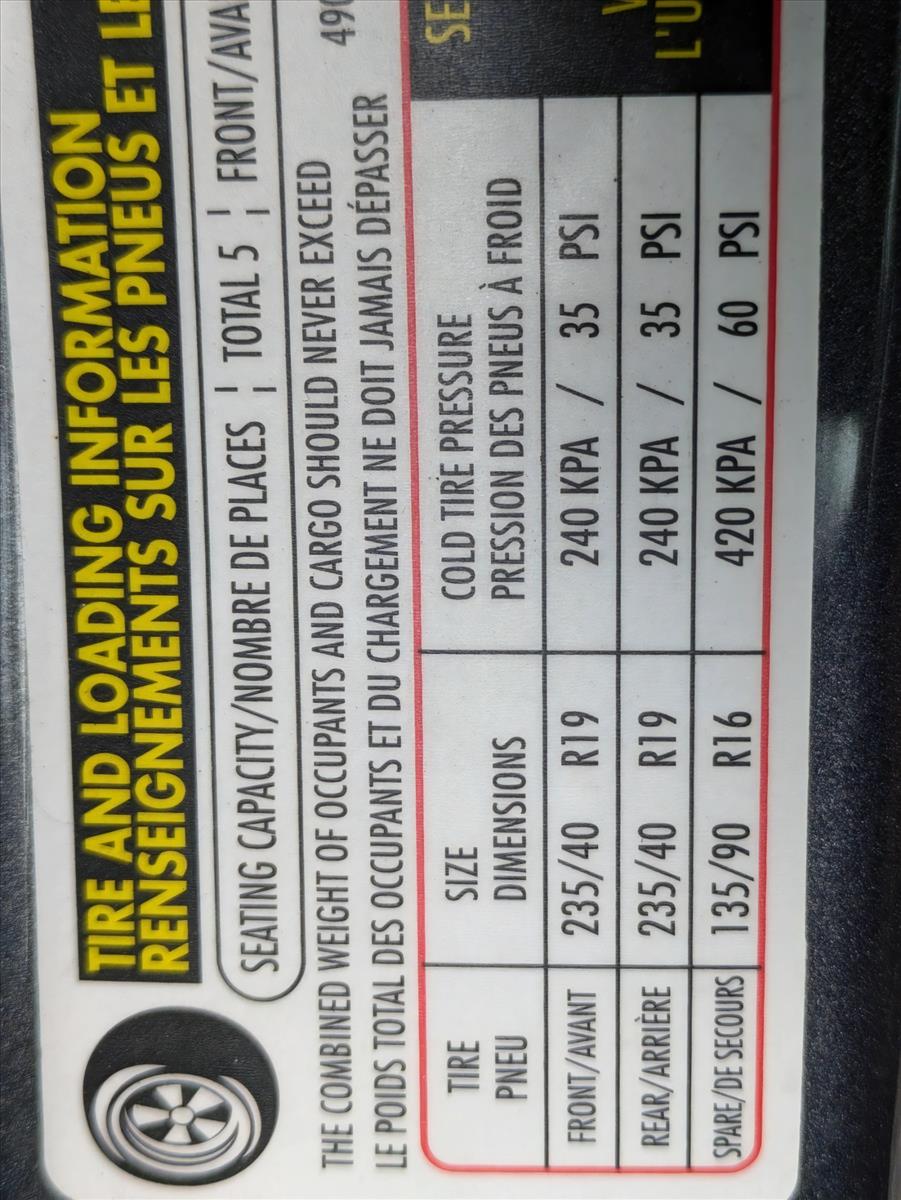 TIRE AND LOADING INFORMATION
RENSEIGNEMENTS SUR LES PNEUS ET LE
SEATING CAPACITY/NOMBRE DE PLACES ¦ TOTAL 5 ¦ FRONT/AVA
THE COMBINED WEIGHT OF OCCUPANTS AND CARGO SHOULD NEVER EXCEED 490
LE POIDS TOTAL DES OCCUPANTS ET DU CHARGEMENT NE DOIT JAMAIS DÉPASSER
TIRE SIZE COLD TIRE PRESSURE SE
PNEU DIMENSIONS PRESSION DES PNEUS À FROID
FRONT/AVANT 235/40 R19 240 KPA / 35 PSI
REAR/ARRIÈRE 235/40 R19 240 KPA / 35 PSI
L'U
SPARE/DE SECOURS 135/90 R16 420 KPA / 60 PSI